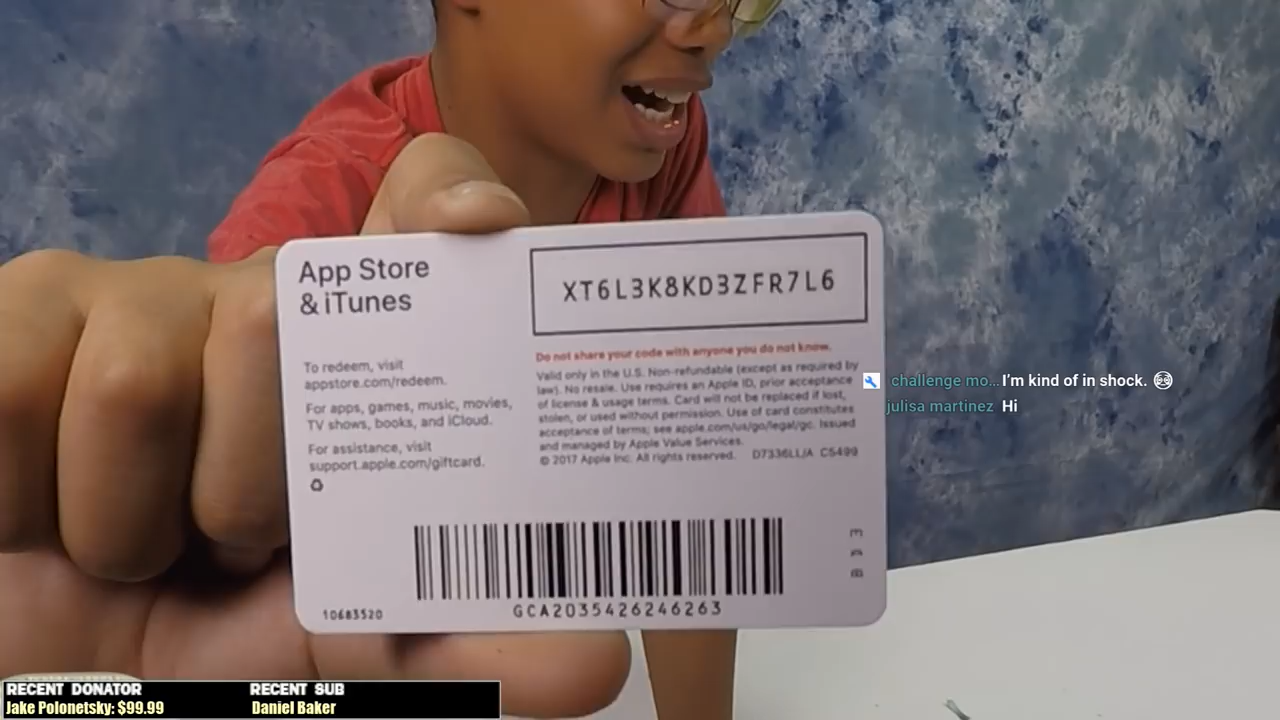 App Store
& iTunes
XT6L3K8KD3ZFR7L6
To redeem, visit
appstore.com/redeem.
For apps, games, music, movies,
TV shows, books, and iCloud.
For assistance, visit
support.apple.com/giftcard.
Do not share your code with anyone you do not know.
Valid only in the U.S. Non-refundable (except as required by
law). No resale. Use requires an Apple ID, prior acceptance
of license & usage terms. Card will not be replaced if lost,
stolen, or used without permission. Use of card constitutes
acceptance of terms; see apple.com/us/go/legal/gc. Issued
and managed by Apple Value Services.
© 2017 Apple Inc. All rights reserved. D7336LL/A C5499
10683520
GCA2035426246263
challenge mo... I'm kind of in shock.
julisa martinez Hi
RECENT DONATOR RECENT SUB
Jake Polonetsky: $99.99 Daniel Baker